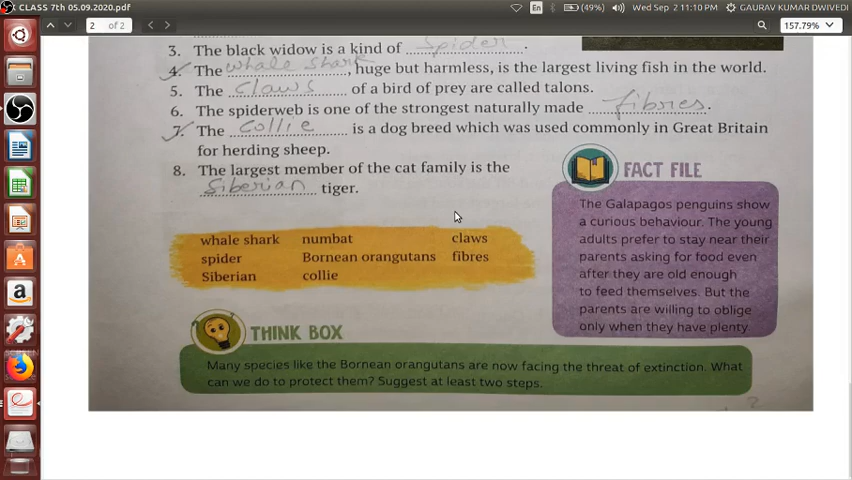 CLASS 7th 05.09.2020.pdf
En (49%) Wed Sep 2 11:10 PM GAURAV KUMAR DWIVEDI
2 of 2 157.79%
3. The black widow is a kind of spider.
4. The whale shark, huge but harmless, is the largest living fish in the world.
5. The claws of a bird of prey are called talons.
6. The spiderweb is one of the strongest naturally made fibries.
7. The collie is a dog breed which was used commonly in Great Britain
for herding sheep.
8. The largest member of the cat family is the
Siberian tiger.
whale shark numbat claws
spider Bornean orangutans fibres
Siberian collie
FACT FILE
The Galapagos penguins show
a curious behaviour. The young
adults prefer to stay near their
parents asking for food even
after they are old enough
to feed themselves. But the
parents are willing to oblige
only when they have plenty
THINK BOX
Many species like the Bornean orangutans are now facing the threat of extinction. What
can we do to protect them? Suggest at least two steps.